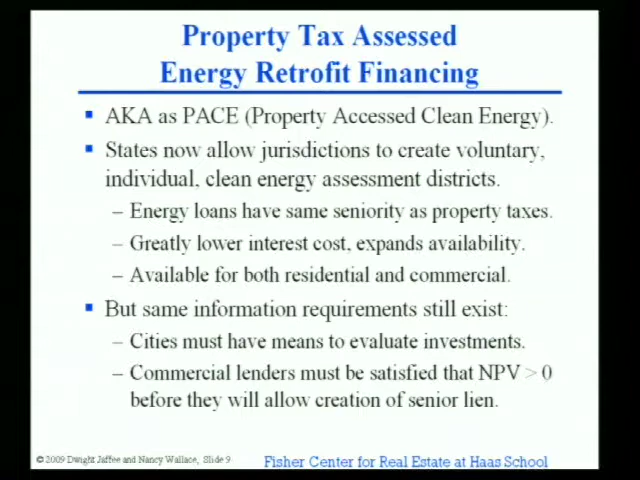 Property Tax Assessed
Energy Retrofit Financing
▪ AKA as PACE (Property Accessed Clean Energy).
▪ States now allow jurisdictions to create voluntary,
individual, clean energy assessment districts.
– Energy loans have same seniority as property taxes.
– Greatly lower interest cost, expands availability.
– Available for both residential and commercial.
▪ But same information requirements still exist:
– Cities must have means to evaluate investments.
– Commercial lenders must be satisfied that NPV > 0
before they will allow creation of senior lien.
© 2009 Dwight Jaffee and Nancy Wallace, Slide 9
Fisher Center for Real Estate at Haas School